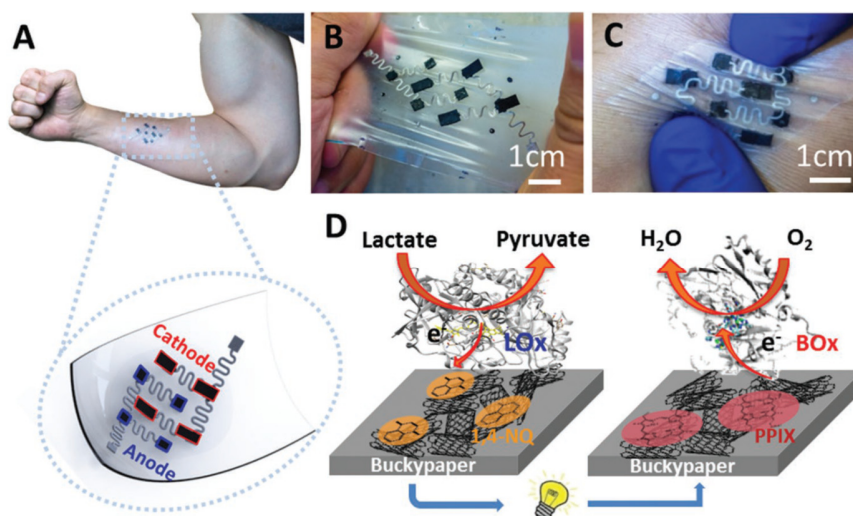 A
B
1cm
C
1cm
Cathode
Anode
D
Lactate
Pyruvate
e-
LOx
1,4-NQ
Buckypaper
H₂O
O₂
e-
BOx
PPIX
Buckypaper